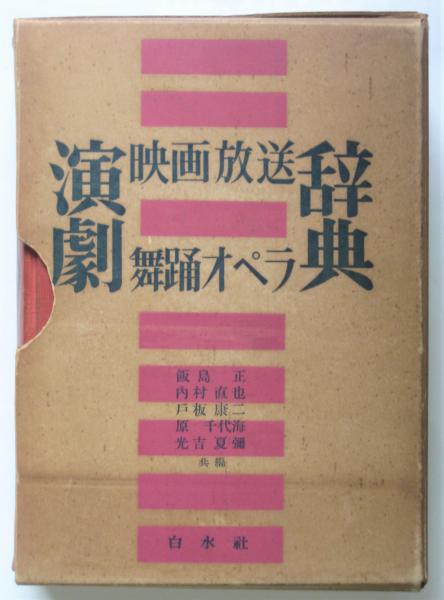 演劇
映画放送
舞踊オペラ
辞典
飯島 正
内村直也
戸板康二
原 千代海
光吉夏彌
共編
白水社